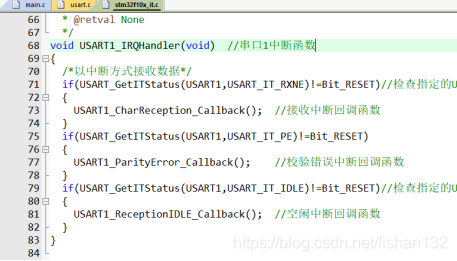 main.c usart.c stm32f10x_it.c
66 * @retval None
67 */
68 void USART1_IRQHandler(void) //串口1中断函数
69 {
70 /*以中断方式接收数据*/
71 if(USART_GetITStatus(USART1,USART_IT_RXNE)!=Bit_RESET)//检查指定的U
72 {
73 USART1_CharReception_Callback(); //接收中断回调函数
74 }
75 if(USART_GetITStatus(USART1,USART_IT_PE)!=Bit_RESET)
76 {
77 USART1_ParityError_Callback(); //校验错误中断回调函数
78 }
79 if(USART_GetITStatus(USART1,USART_IT_IDLE)!=Bit_RESET)//检查指定的U
80 {
81 USART1_ReceptionIDLE_Callback(); //空闲中断回调函数
82 }
83 }
84
https://blog.csdn.net/lishan132